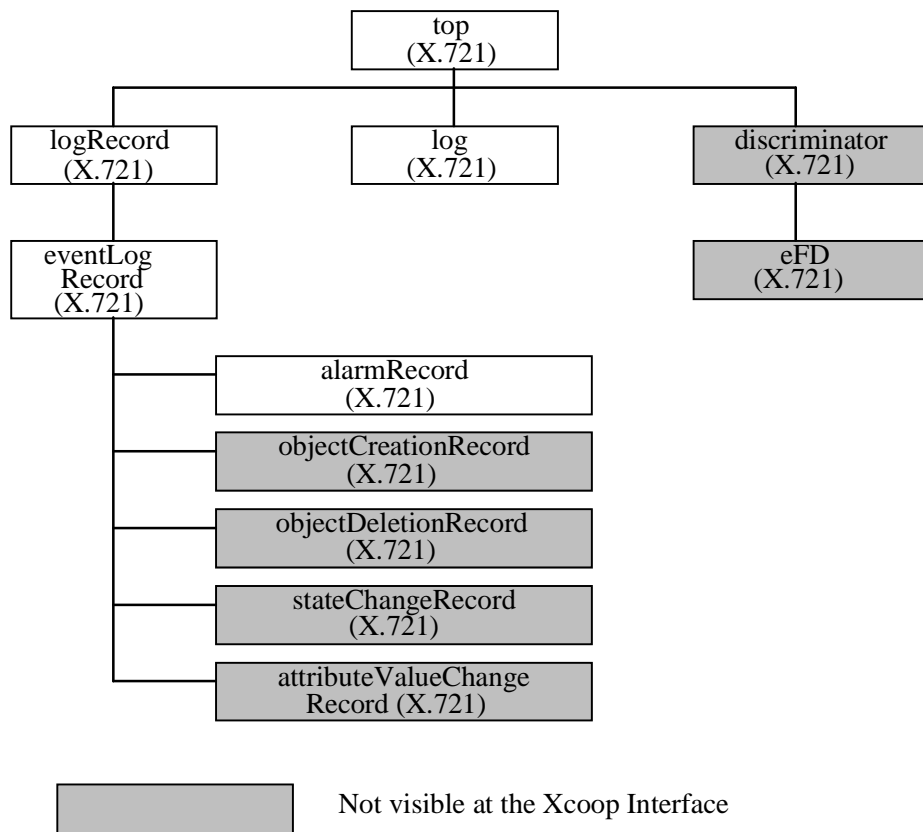 top
(X.721)
logRecord
(X.721)
log
(X.721)
discriminator
(X.721)
eventLog
Record
(X.721)
eFD
(X.721)
alarmRecord
(X.721)
objectCreationRecord
(X.721)
objectDeletionRecord
(X.721)
stateChangeRecord
(X.721)
attributeValueChange
Record (X.721)
Not visible at the Xcoop Interface